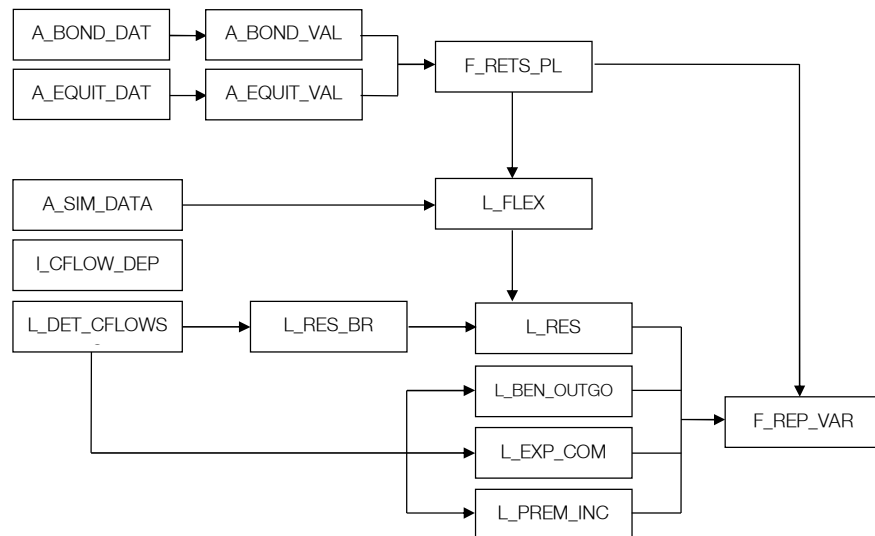 A_BOND_DAT
A_BOND_VAL
F_RETS_PL
A_EQUIT_DAT
A_EQUIT_VAL
A_SIM_DATA
L_FLEX
I_CFLOW_DEP
L_DET_CFLOWS
L_RES_BR
L_RES
L_BEN_OUTGO
F_REP_VAR
L_EXP_COM
L_PREM_INC